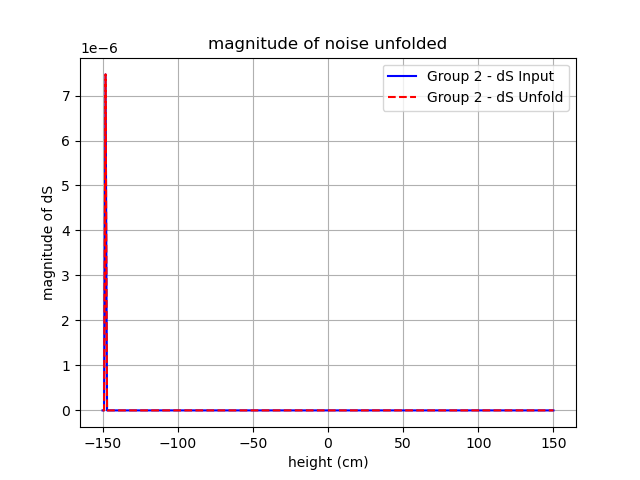 magnitude of noise unfolded
1e−6
Group 2 - dS Input
Group 2 - dS Unfold
magnitude of dS
7
6
5
4
3
2
1
0
−150
−100
−50
0
50
100
150
height (cm)